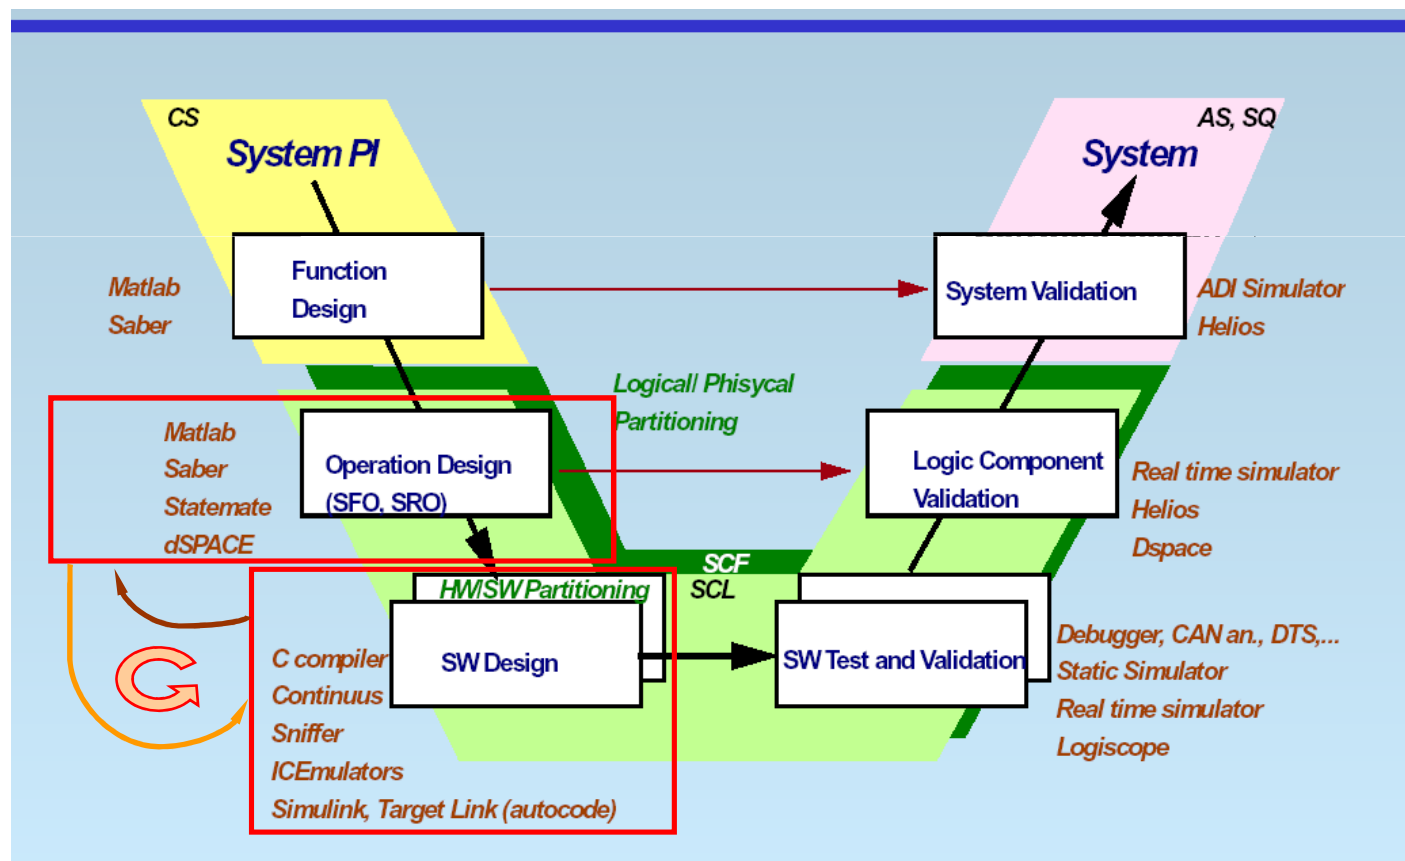 CS
System PI
AS, SQ
System
Function
Design
Matlab
Saber
System Validation
ADI Simulator
Helios
Logical/ Phisycal
Partitioning
Matlab
Saber
Statemate
dSPACE
Operation Design
(SFO, SRO)
Logic Component
Validation
Real time simulator
Helios
Dspace
SCF
SCL
HW/SW Partitioning
SW Design
C compiler
Continuus
Sniffer
ICEmulators
Simulink, Target Link (autocode)
SW Test and Validation
Debugger, CAN an., DTS,...
Static Simulator
Real time simulator
Logiscope